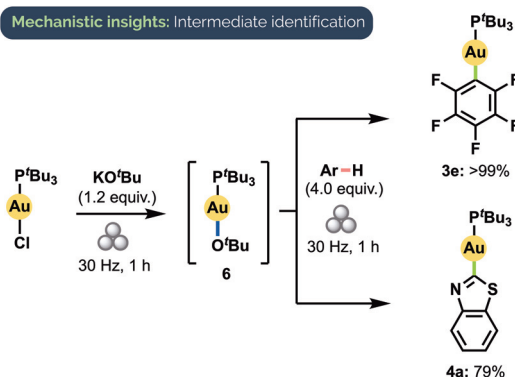 Mechanistic insights: Intermediate identification
PᵗBu₃
Au
Cl
KOᵗBu
(1.2 equiv.)
30 Hz, 1 h
PᵗBu₃
Au
OᵗBu
6
Ar–H
(4.0 equiv.)
30 Hz, 1 h
PᵗBu₃
Au
F F
F F
F
3e: >99%
PᵗBu₃
Au
N S
4a: 79%